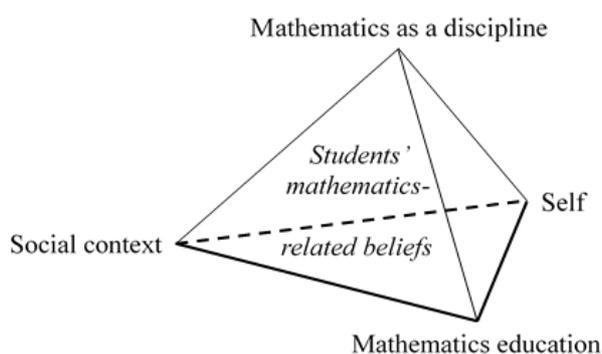 Mathematics as a discipline
Students’
mathematics-
Self
Social context
related beliefs
Mathematics education